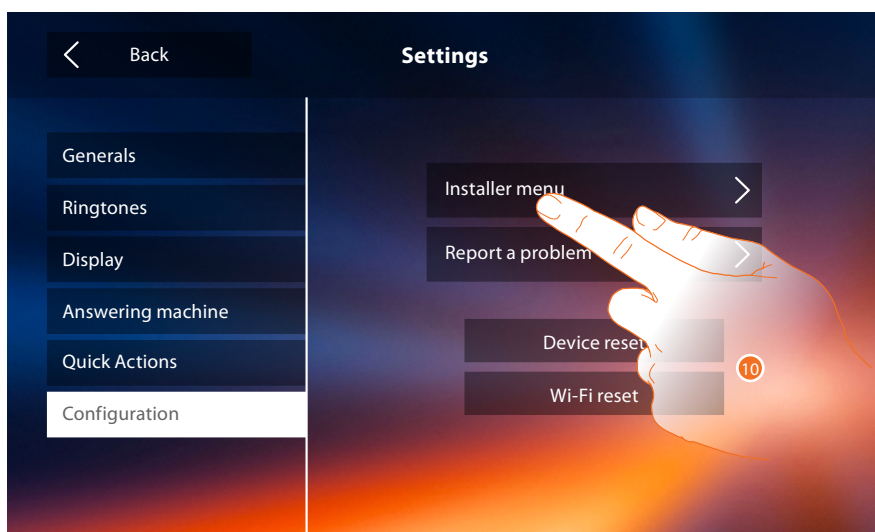 Back
Settings
Generals
Ringtones
Display
Answering machine
Quick Actions
Configuration
Installer menu
Report a problem
Device reset
Wi-Fi reset
10